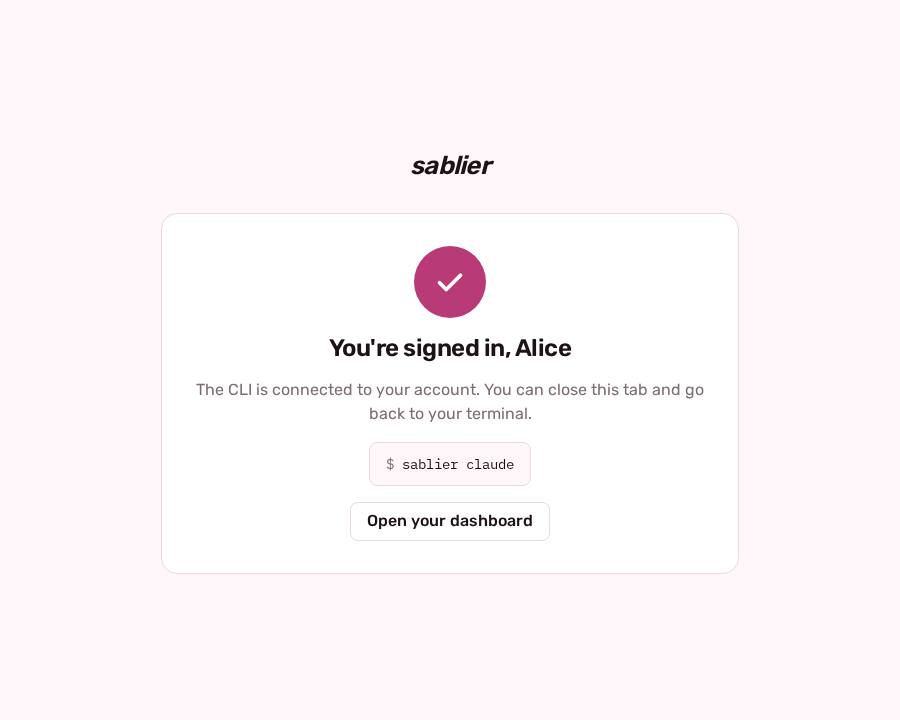 sablier
You're signed in, Alice
The CLI is connected to your account. You can close this tab and go
back to your terminal.
$ sablier claude
Open your dashboard